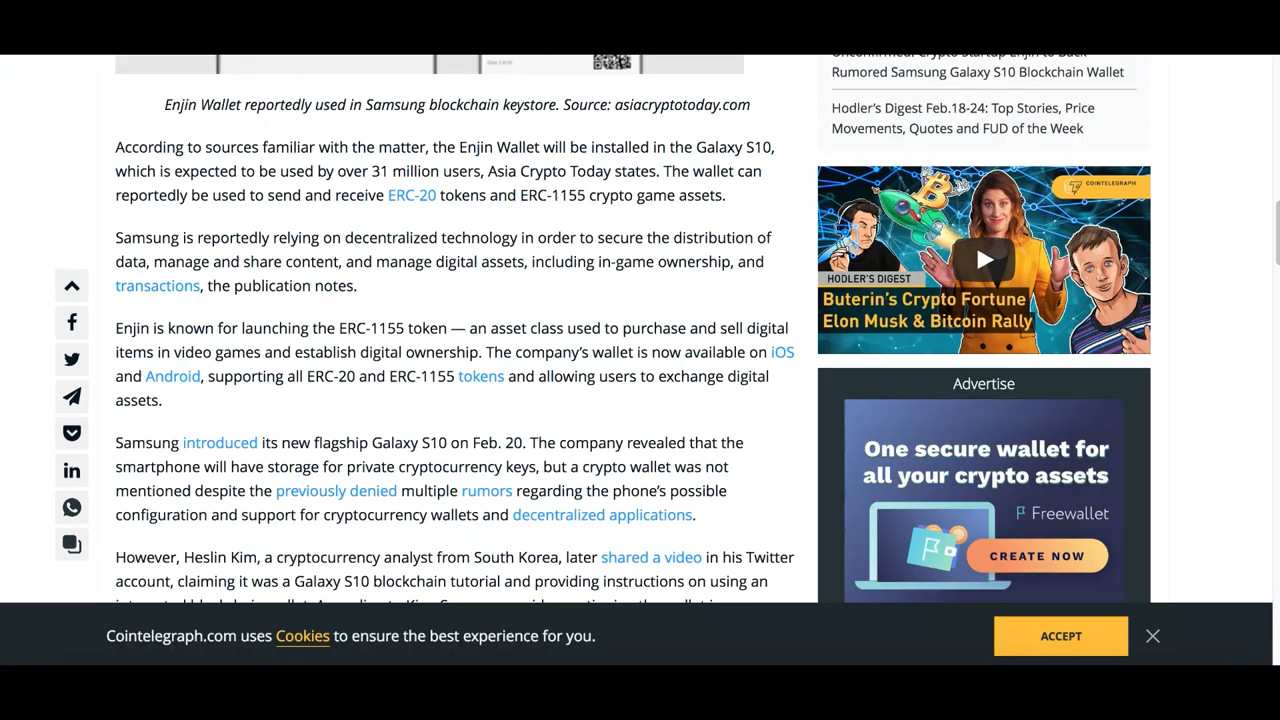 Gas Limit
Enjin Wallet reportedly used in Samsung blockchain keystore. Source: asiacryptotoday.com
According to sources familiar with the matter, the Enjin Wallet will be installed in the Galaxy S10,
which is expected to be used by over 31 million users, Asia Crypto Today states. The wallet can
reportedly be used to send and receive ERC-20 tokens and ERC-1155 crypto game assets.
Samsung is reportedly relying on decentralized technology in order to secure the distribution of
data, manage and share content, and manage digital assets, including in-game ownership, and
transactions, the publication notes.
Enjin is known for launching the ERC-1155 token — an asset class used to purchase and sell digital
items in video games and establish digital ownership. The company’s wallet is now available on iOS
and Android, supporting all ERC-20 and ERC-1155 tokens and allowing users to exchange digital
assets.
Samsung introduced its new flagship Galaxy S10 on Feb. 20. The company revealed that the
smartphone will have storage for private cryptocurrency keys, but a crypto wallet was not
mentioned despite the previously denied multiple rumors regarding the phone’s possible
configuration and support for cryptocurrency wallets and decentralized applications.
However, Heslin Kim, a cryptocurrency analyst from South Korea, later shared a video in his Twitter
account, claiming it was a Galaxy S10 blockchain tutorial and providing instructions on using an
Unconfirmed: Crypto Startup Enjin to Back
Rumored Samsung Galaxy S10 Blockchain Wallet
Hodler’s Digest Feb.18-24: Top Stories, Price
Movements, Quotes and FUD of the Week
COINTELEGRAPH
HODLER'S DIGEST
Buterin's Crypto Fortune
Elon Musk & Bitcoin Rally
Advertise
One secure wallet for
all your crypto assets
Freewallet
CREATE NOW
Cointelegraph.com uses Cookies to ensure the best experience for you.
ACCEPT